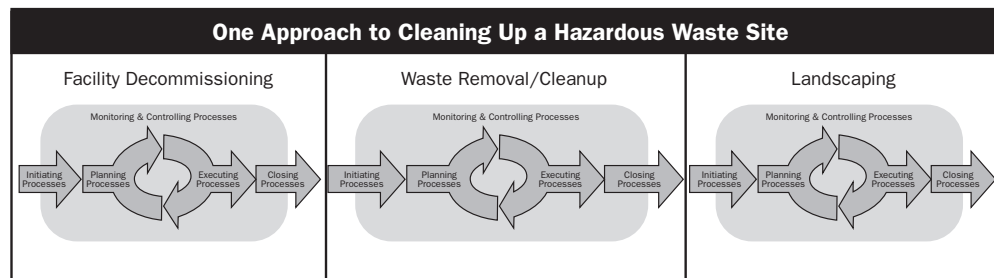 One Approach to Cleaning Up a Hazardous Waste Site
Facility Decommissioning
Monitoring & Controlling Processes
Initiating
Processes
Planning
Processes
Executing
Processes
Closing
Processes
Waste Removal/Cleanup
Monitoring & Controlling Processes
Initiating
Processes
Planning
Processes
Executing
Processes
Closing
Processes
Landscaping
Monitoring & Controlling Processes
Initiating
Processes
Planning
Processes
Executing
Processes
Closing
Processes